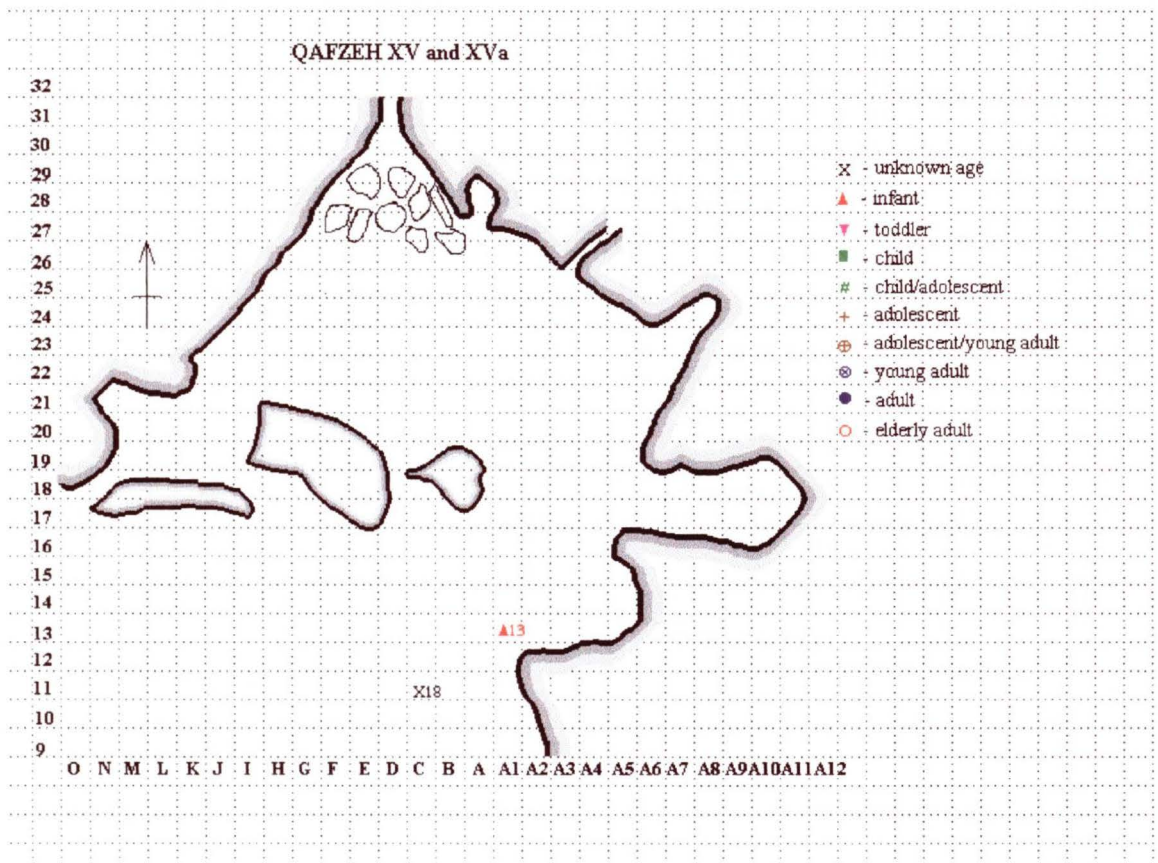 QAFZEH XV and XVa
32
31
30
29
28
27
26
25
24
23
22
21
20
19
18
17
16
15
14
13
12
11
10
9
X - unknown age
- infant
- toddler
- child
# - child/adolescent
+ - adolescent
⊕ - adolescent/young adult
⊗ - young adult
- adult
- elderly adult
13
X18
O N M L K J I H G F E D C B A A1 A2 A3 A4 A5 A6 A7 A8 A9 A10 A11 A12